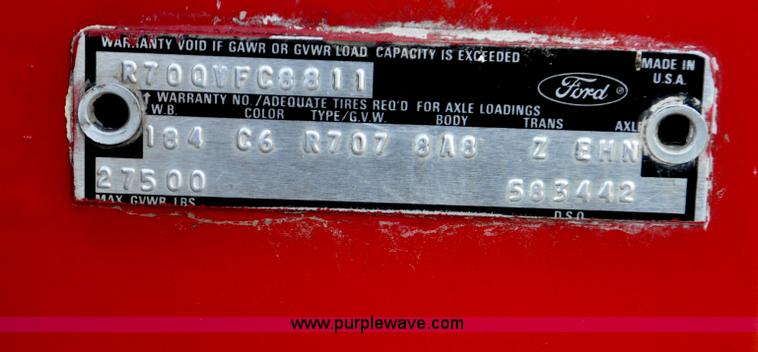 WARRANTY VOID IF GAWR OR GVWR LOAD CAPACITY IS EXCEEDED
MADE IN
U.S.A.
R70QVFC8811
Ford ®
↑ WARRANTY NO./ADEQUATE TIRES REQ'D FOR AXLE LOADINGS
W.B. COLOR TYPE/G.V.W. BODY TRANS AXLE
184 C6 R707 8A8 Z EHN
27500 583442
MAX GVWR LBS D.S.O.
www.purplewave.com